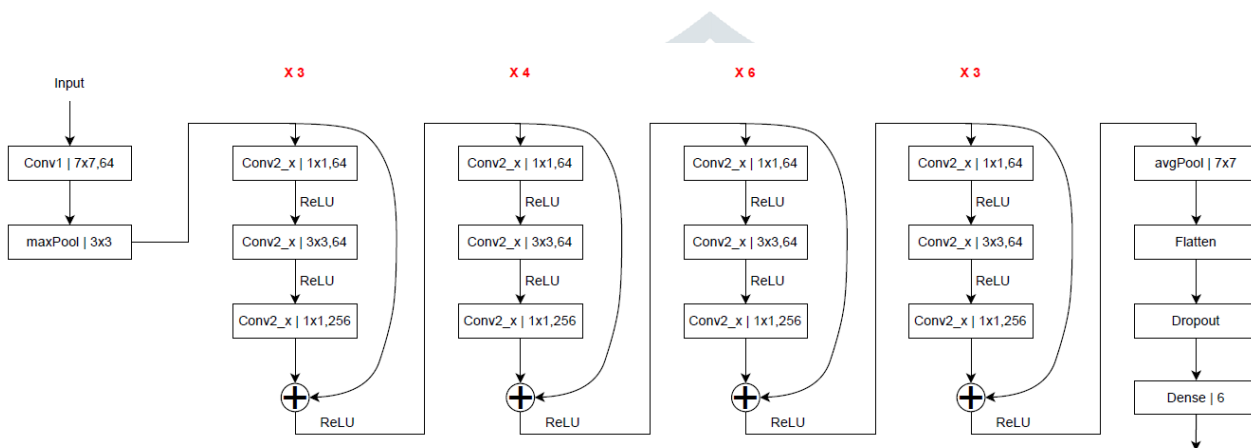 Input
Conv1 | 7x7,64
maxPool | 3x3
X 3
Conv2_x | 1x1,64
ReLU
Conv2_x | 3x3,64
ReLU
Conv2_x | 1x1,256
ReLU
X 4
Conv2_x | 1x1,64
ReLU
Conv2_x | 3x3,64
ReLU
Conv2_x | 1x1,256
ReLU
X 6
Conv2_x | 1x1,64
ReLU
Conv2_x | 3x3,64
ReLU
Conv2_x | 1x1,256
ReLU
X 3
Conv2_x | 1x1,64
ReLU
Conv2_x | 3x3,64
ReLU
Conv2_x | 1x1,256
ReLU
avgPool | 7x7
Flatten
Dropout
Dense | 6